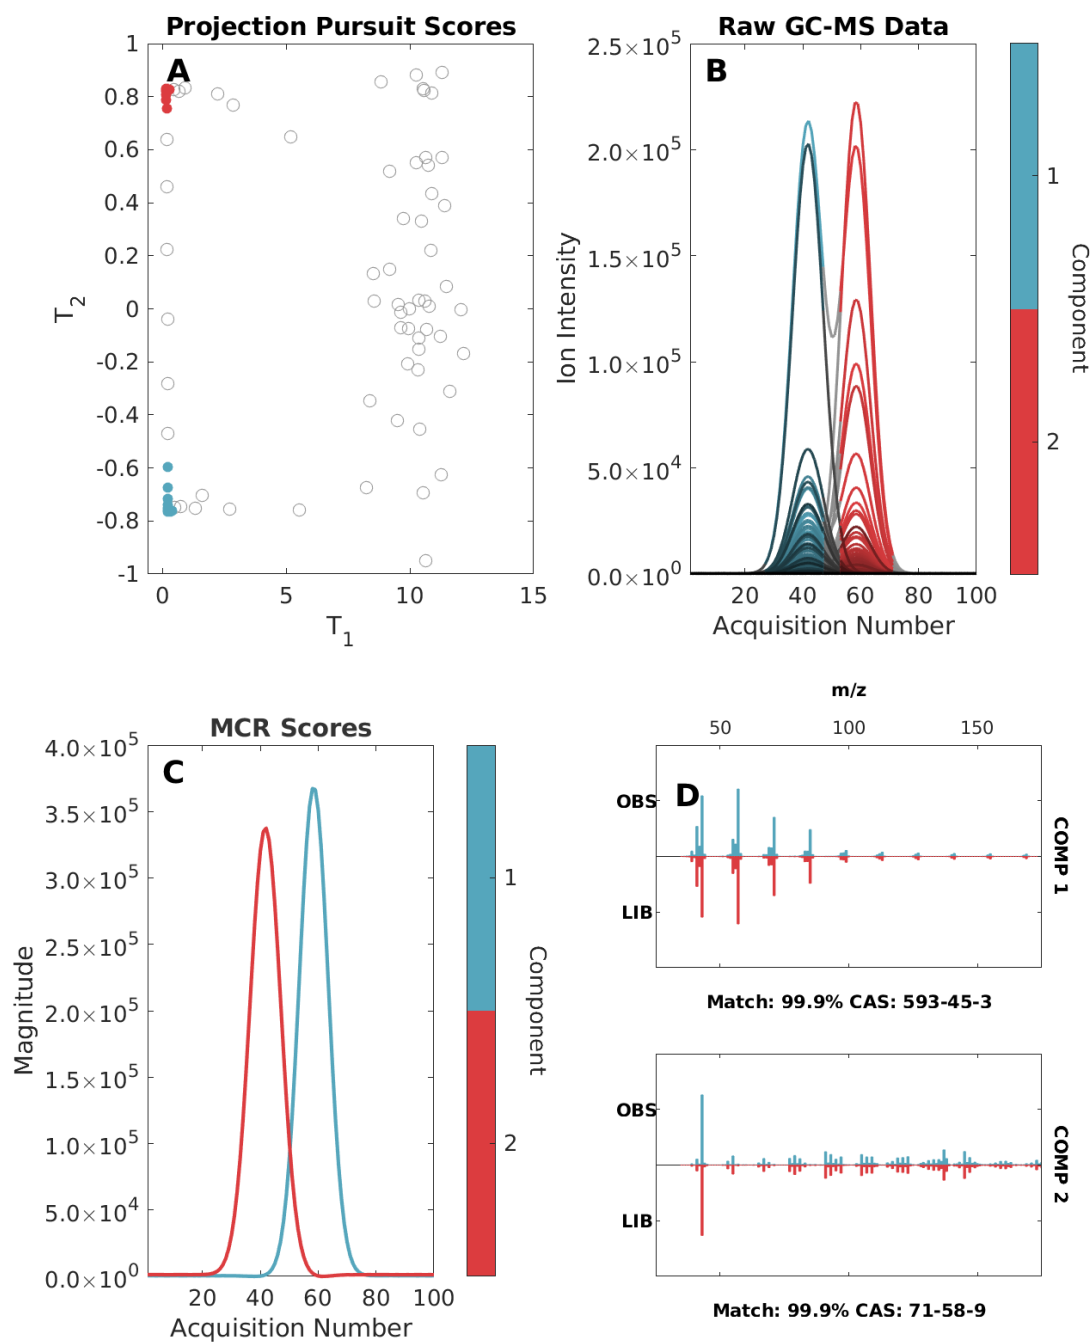 Projection Pursuit Scores
A
1
0.8
0.6
0.4
0.2
0
-0.2
-0.4
-0.6
-0.8
-1
T2
0 5 10 15
T1
Raw GC-MS Data
B
2.5×10^5
2.0×10^5
1.5×10^5
1.0×10^5
5.0×10^4
0.0×10^0
Ion Intensity
20 40 60 80 100
Acquisition Number
1
2
Component
MCR Scores
C
4.0×10^5
3.5×10^5
3.0×10^5
2.5×10^5
2.0×10^5
1.5×10^5
1.0×10^5
5.0×10^4
0.0×10^0
Magnitude
20 40 60 80 100
Acquisition Number
1
2
Component
m/z
50 100 150
D
OBS
LIB
COMP 1
Match: 99.9% CAS: 593-45-3
OBS
LIB
COMP 2
Match: 99.9% CAS: 71-58-9